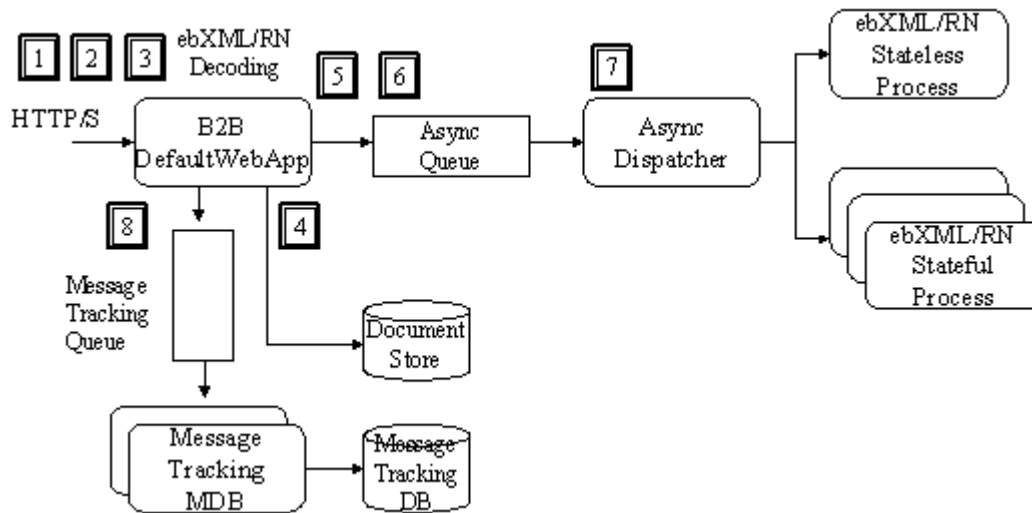 1 2 3 ebXML/RN
Decoding
5 6
7
ebXML/RN
Stateless
Process
HTTP/S
B2B
DefaultWebApp
Async
Queue
Async
Dispatcher
8
4
ebXML/RN
Stateful
Process
Message
Tracking
Queue
Document
Store
Message
Tracking
MDB
Message
Tracking
DB